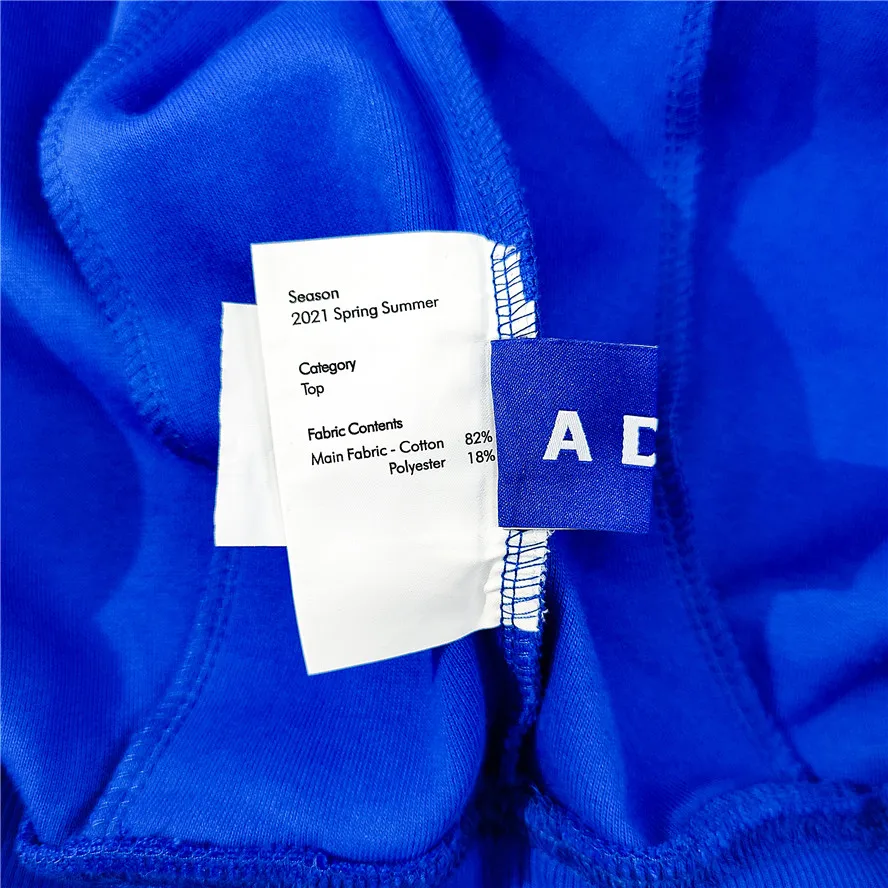 Season
2021 Spring Summer
Category
Top
Fabric Contents
Main Fabric - Cotton 82%
Polyester 18%
A D